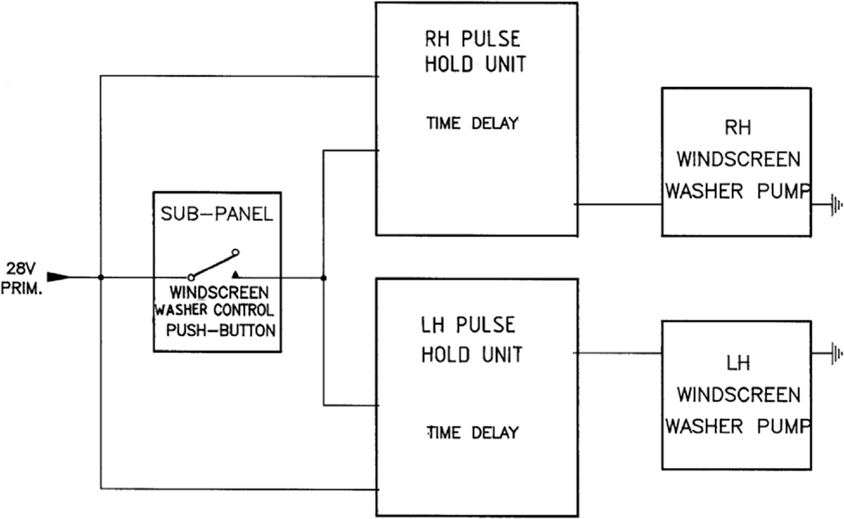 RH PULSE
HOLD UNIT
TIME DELAY
RH
WINDSCREEN
WASHER PUMP
SUB-PANEL
28V
PRIM.
WINDSCREEN
WASHER CONTROL
PUSH-BUTTON
LH PULSE
HOLD UNIT
TIME DELAY
LH
WINDSCREEN
WASHER PUMP